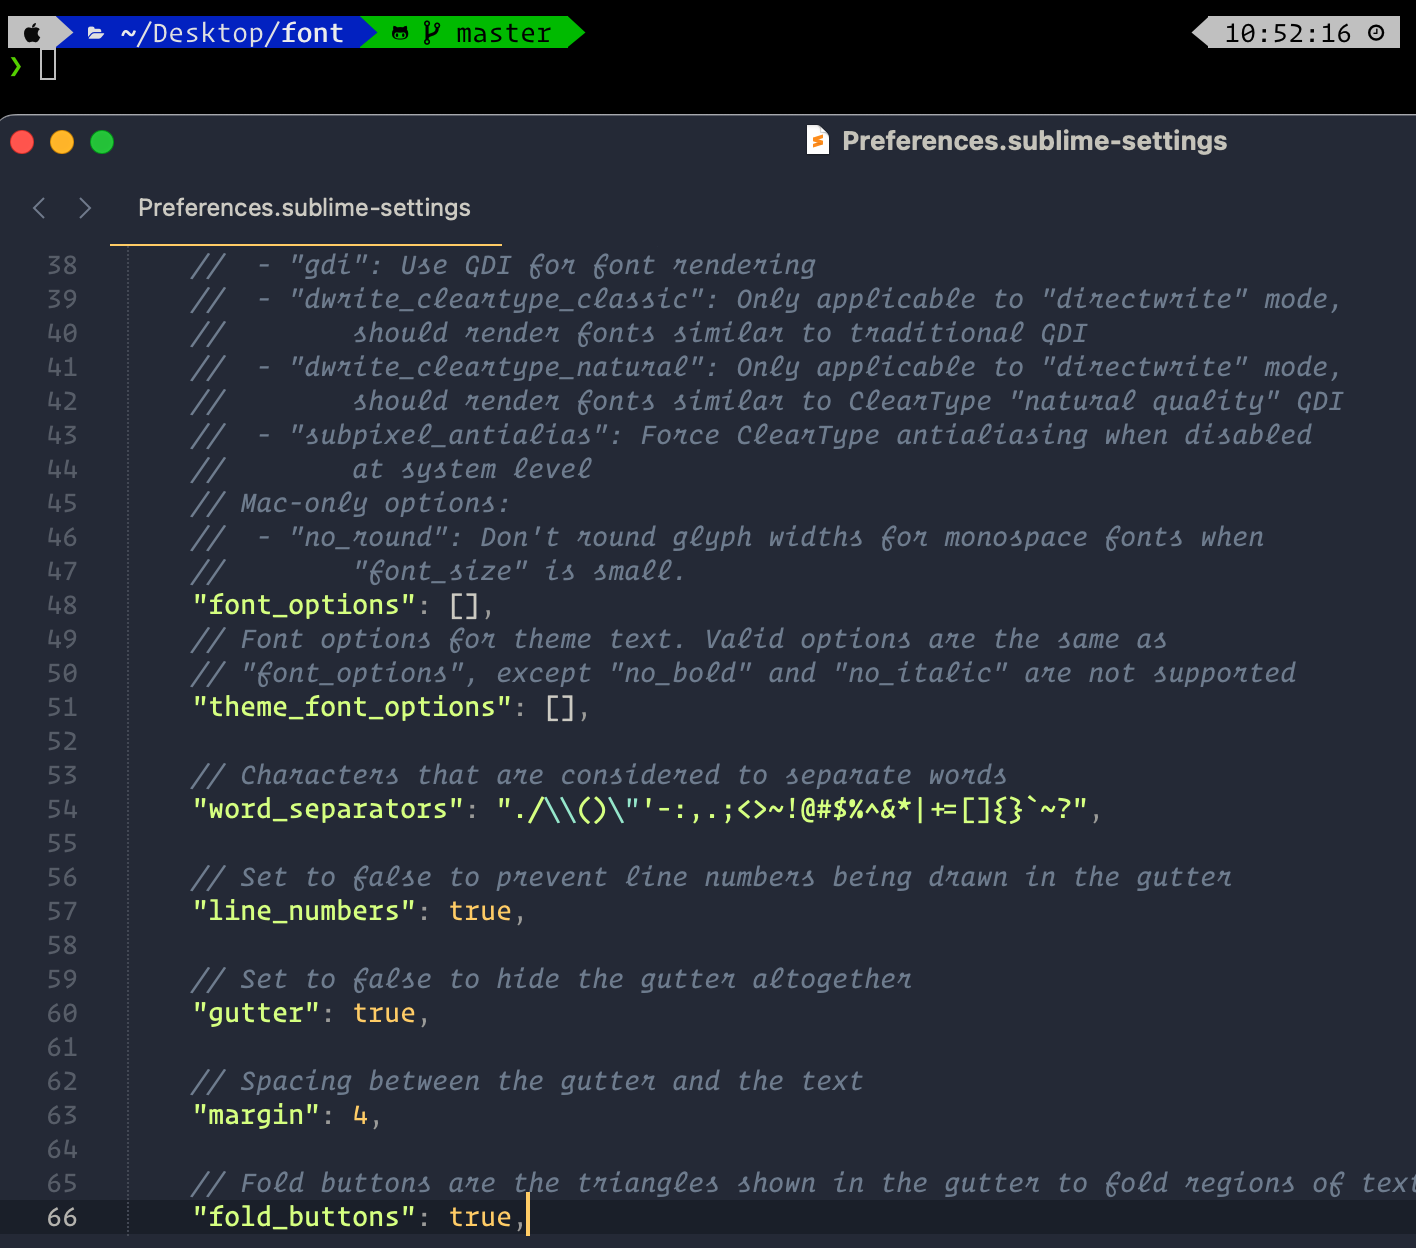 ~/Desktop/font master 10:52:16
❯
Preferences.sublime-settings
Preferences.sublime-settings
38 //  - "gdi": Use GDI for font rendering
39 //  - "dwrite_cleartype_classic": Only applicable to "directwrite" mode,
40 //        should render fonts similar to traditional GDI
41 //  - "dwrite_cleartype_natural": Only applicable to "directwrite" mode,
42 //        should render fonts similar to ClearType "natural quality" GDI
43 //  - "subpixel_antialias": Force ClearType antialiasing when disabled
44 //        at system level
45 // Mac-only options:
46 //  - "no_round": Don't round glyph widths for monospace fonts when
47 //        "font_size" is small.
48 "font_options": [],
49 // Font options for theme text. Valid options are the same as
50 // "font_options", except "no_bold" and "no_italic" are not supported
51 "theme_font_options": [],
52
53 // Characters that are considered to separate words
54 "word_separators": "./\\()\"'-:,.;<>~!@#$%^&*|+=[]{}`~?",
55
56 // Set to false to prevent line numbers being drawn in the gutter
57 "line_numbers": true,
58
59 // Set to false to hide the gutter altogether
60 "gutter": true,
61
62 // Spacing between the gutter and the text
63 "margin": 4,
64
65 // Fold buttons are the triangles shown in the gutter to fold regions of text
66 "fold_buttons": true,